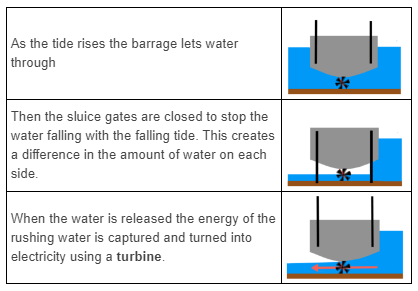 As the tide rises the barrage lets water
through
Then the sluice gates are closed to stop the
water falling with the falling tide. This creates
a difference in the amount of water on each
side.
When the water is released the energy of the
rushing water is captured and turned into
electricity using a turbine.